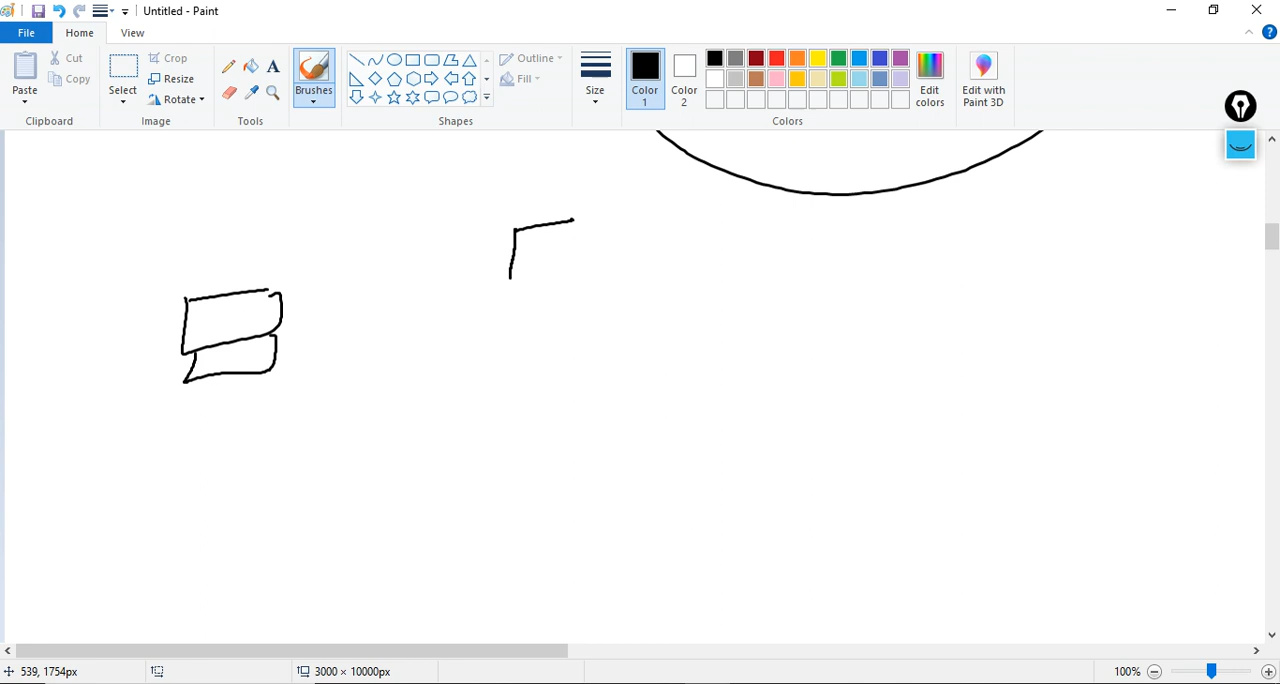 Untitled - Paint
File Home View
Paste
Cut
Copy
Clipboard
Select
Crop
Resize
Rotate
Image
A
Tools
Brushes
Shapes
Outline
Fill
Size
Color 1
Color 2
Colors
Edit colors
Edit with Paint 3D
539, 1754px
3000 × 10000px
100%